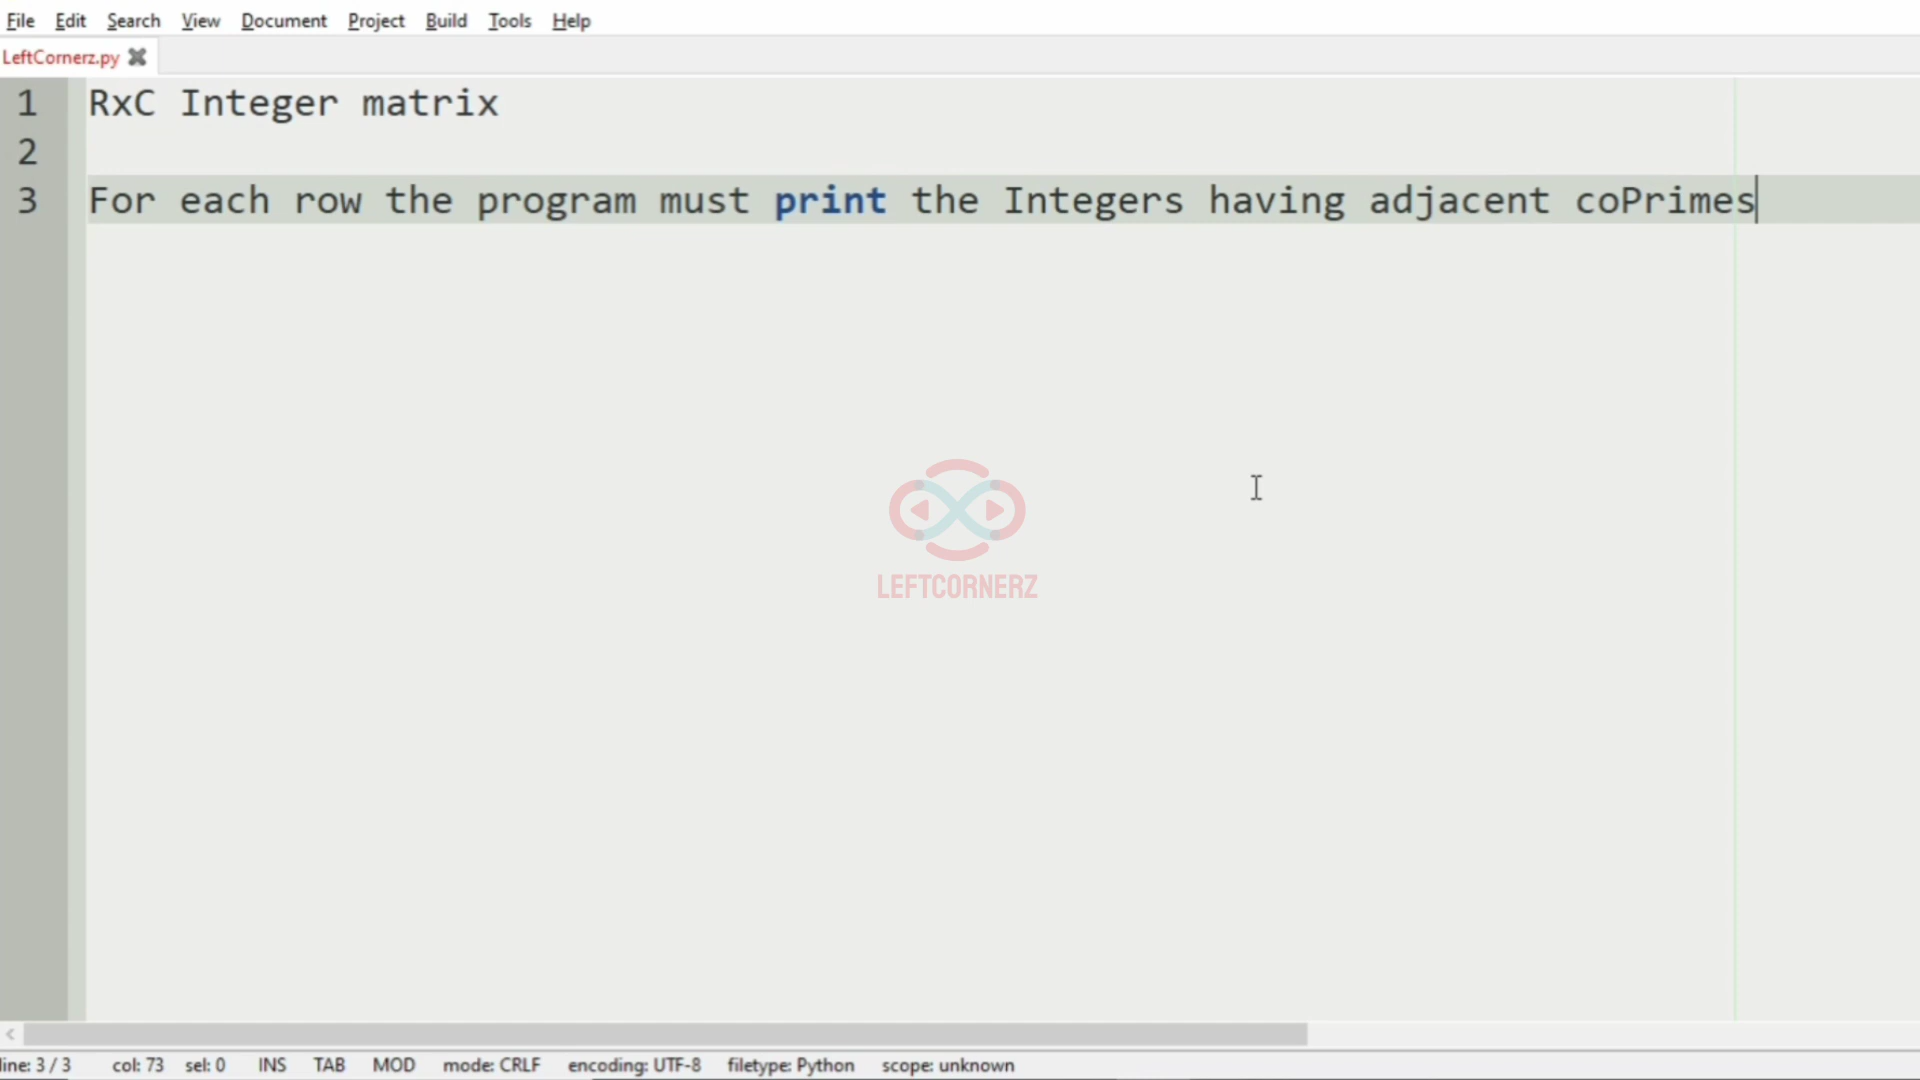 File Edit Search View Document Project Build Tools Help
LeftCornerz.py
1 RxC Integer matrix
2
3 For each row the program must print the Integers having adjacent coPrimes
LEFTCORNERZ
line: 3 / 3 col: 73 sel: 0 INS TAB MOD mode: CRLF encoding: UTF-8 filetype: Python scope: unknown